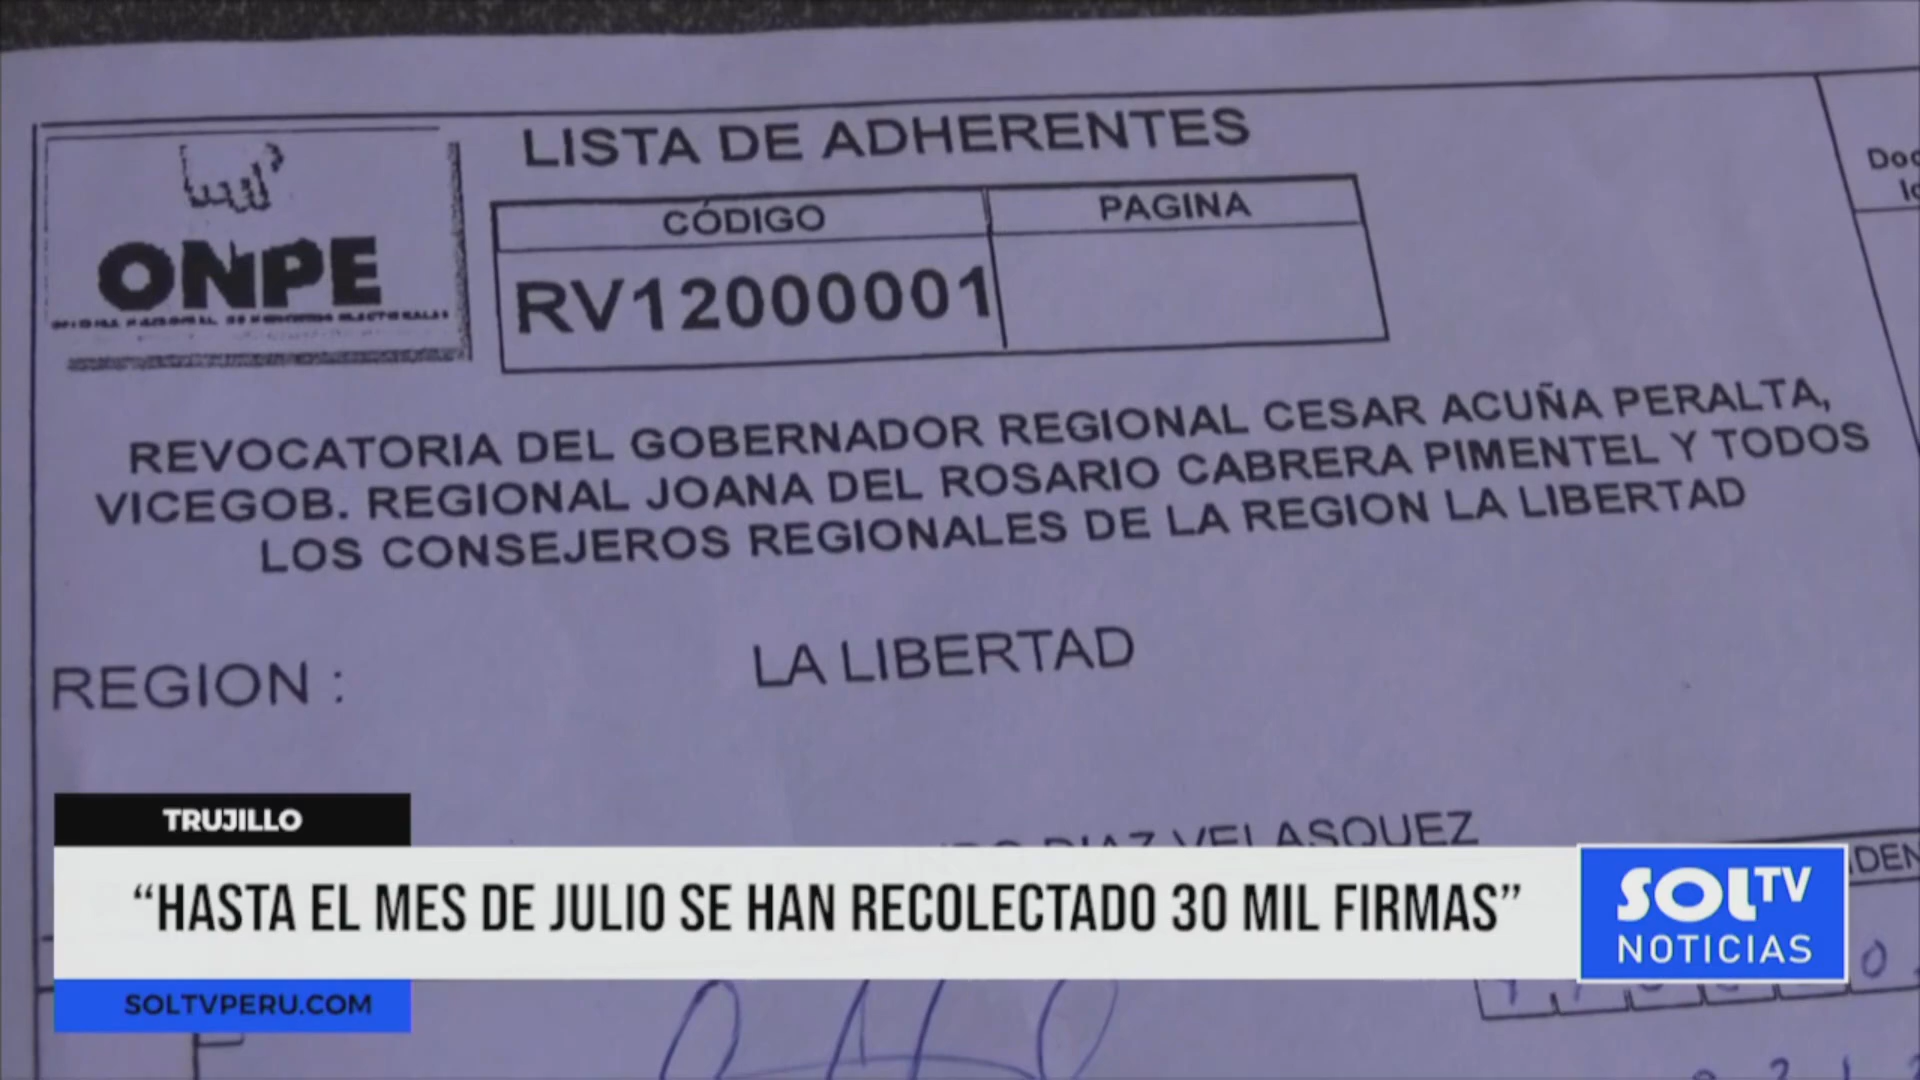 LISTA DE ADHERENTES
ONPE
CÓDIGO
PAGINA
RV12000001
REVOCATORIA DEL GOBERNADOR REGIONAL CESAR ACUÑA PERALTA,
VICEGOB. REGIONAL JOANA DEL ROSARIO CABRERA PIMENTEL Y TODOS
LOS CONSEJEROS REGIONALES DE LA REGION LA LIBERTAD
REGION : LA LIBERTAD
DIAZ VELASQUEZ
TRUJILLO
“HASTA EL MES DE JULIO SE HAN RECOLECTADO 30 MIL FIRMAS”
SOLTV
NOTICIAS
SOLTVPERU.COM